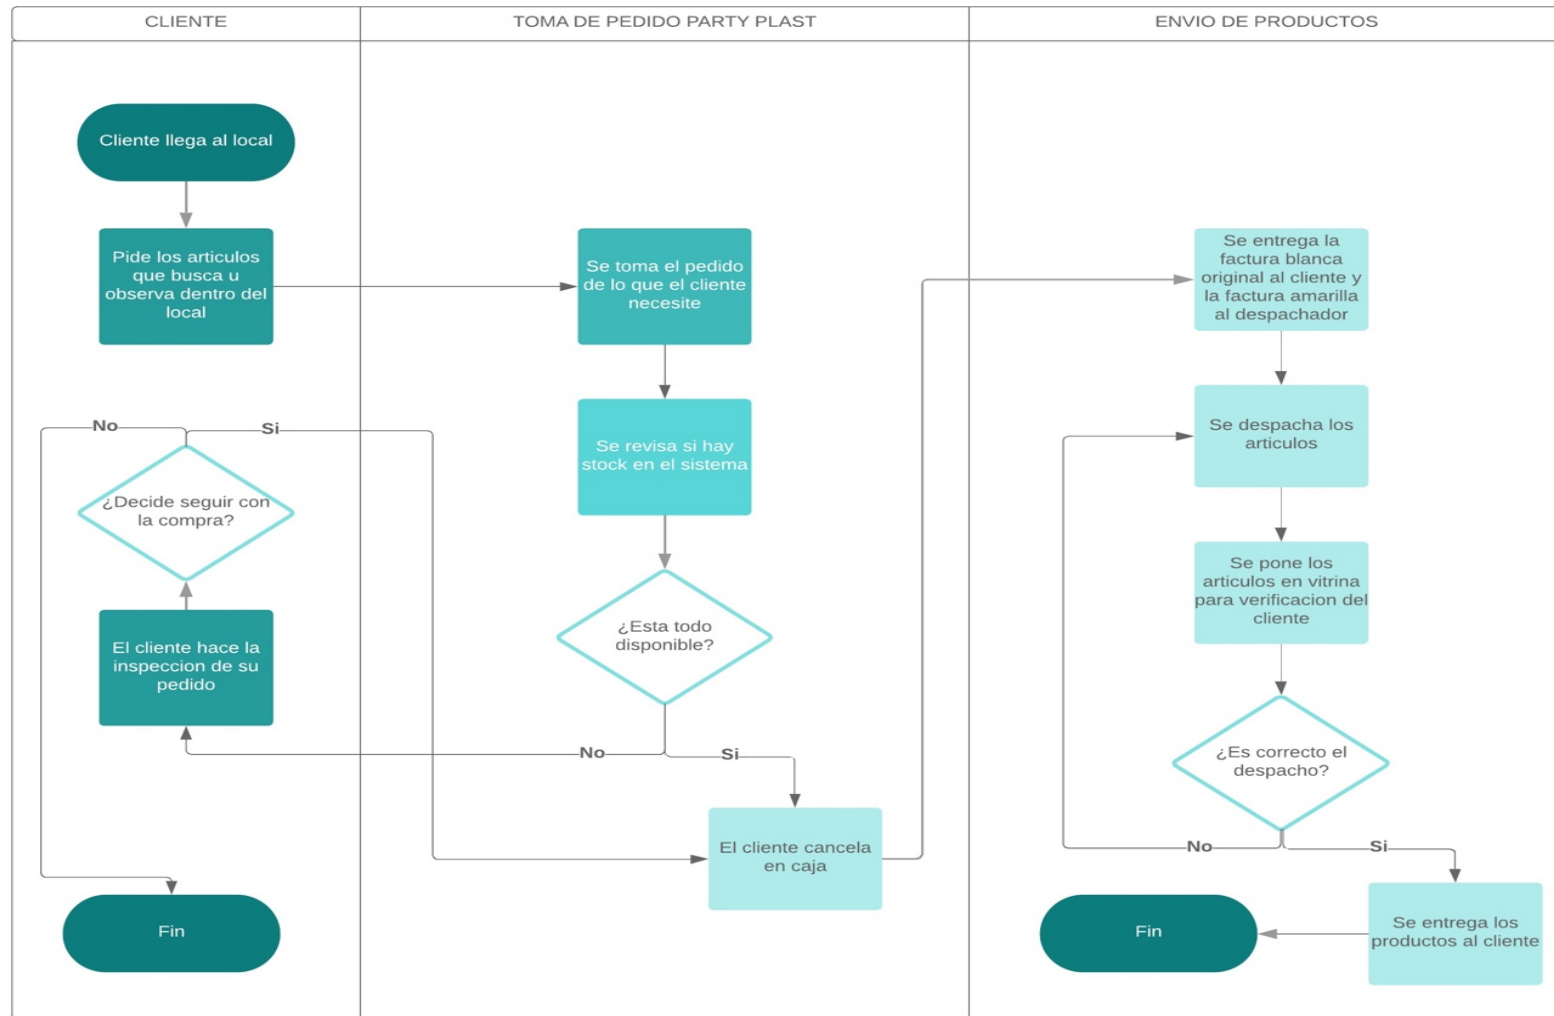 CLIENTE
TOMA DE PEDIDO PARTY PLAST
ENVIO DE PRODUCTOS
Cliente llega al local
Pide los articulos
que busca u
observa dentro del
local
No
Si
¿Decide seguir con
la compra?
El cliente hace la
inspeccion de su
pedido
Fin
Se toma el pedido
de lo que el cliente
necesite
Se revisa si hay
stock en el sistema
¿Esta todo
disponible?
No
Si
El cliente cancela
en caja
Se entrega la
factura blanca
original al cliente y
la factura amarilla
al despachador
Se despacha los
articulos
Se pone los
articulos en vitrina
para verificacion del
cliente
¿Es correcto el
despacho?
No
Si
Se entrega los
productos al cliente
Fin